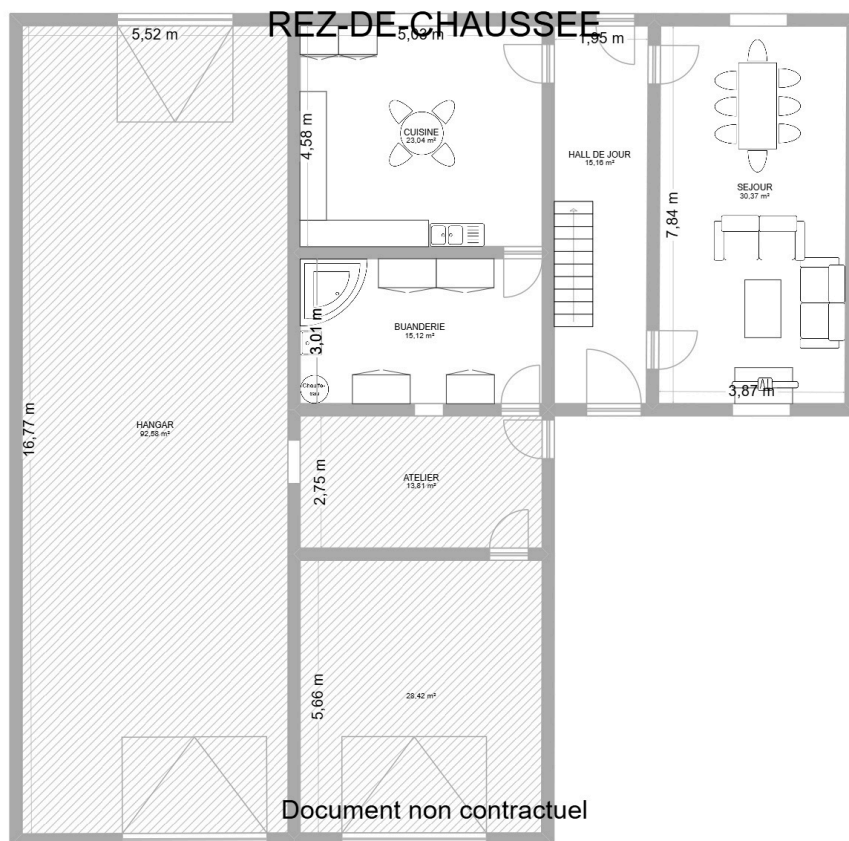 REZ-DE-CHAUSSEE
5,52 m
5,03 m
1,95 m
4,58 m
CUISINE
23,04 m²
HALL DE JOUR
15,16 m²
SEJOUR
30,37 m²
7,84 m
BUANDERIE
15,12 m²
3,01 m
Chauffe-
eau
3,87 m
16,77 m
HANGAR
92,58 m²
2,75 m
ATELIER
13,81 m²
5,66 m
28,42 m²
Document non contractuel